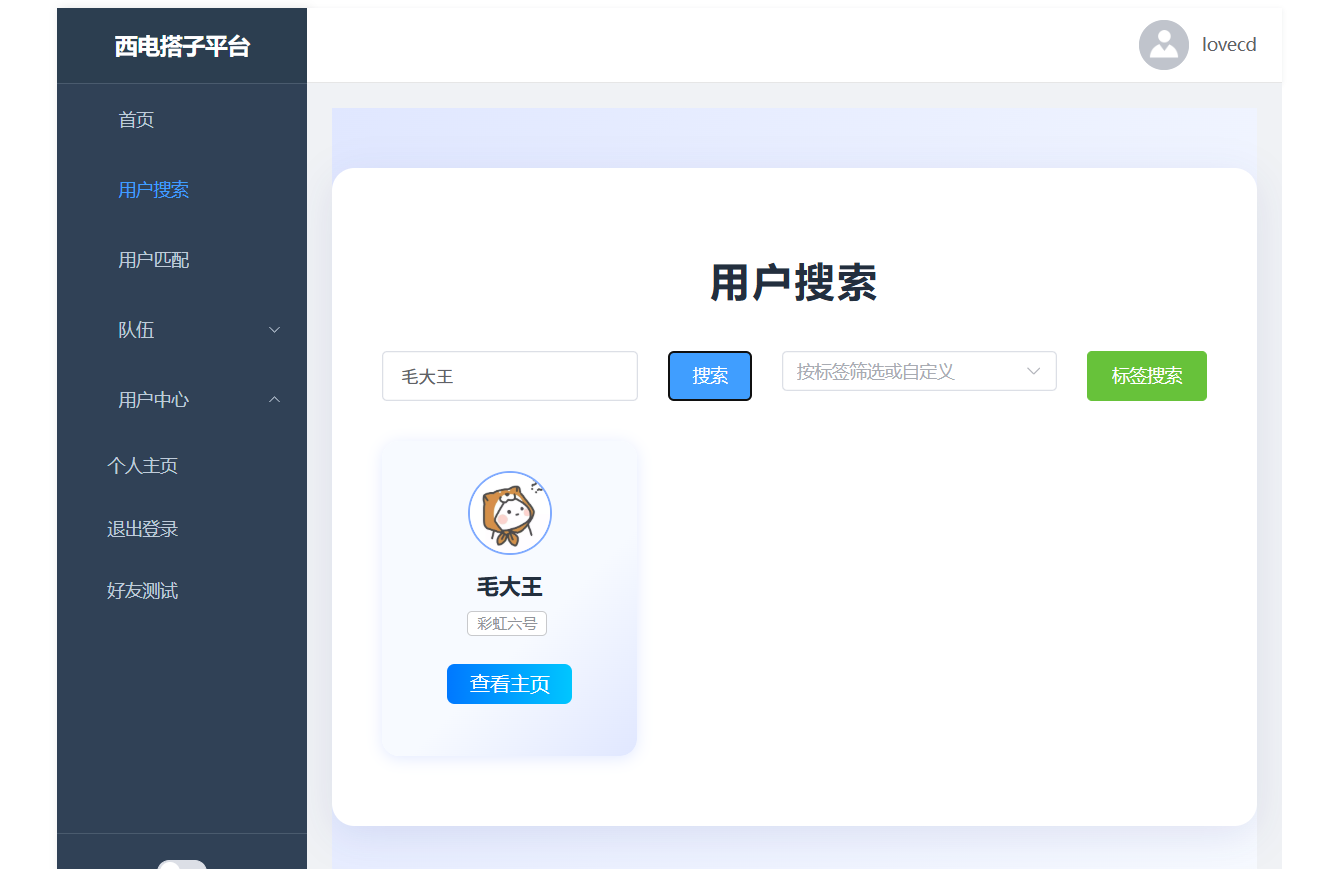 西电搭子平台
lovecd
首页
用户搜索
用户匹配
队伍
用户中心
个人主页
退出登录
好友测试
用户搜索
毛大王
搜索
按标签筛选或自定义
标签搜索
??
毛大王
彩虹六号
查看主页